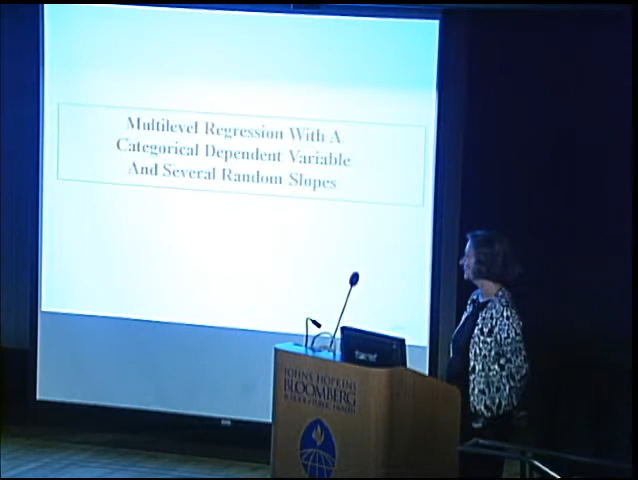 Multilevel Regression With A
Categorical Dependent Variable
And Several Random Slopes
JOHNS HOPKINS
BLOOMBERG